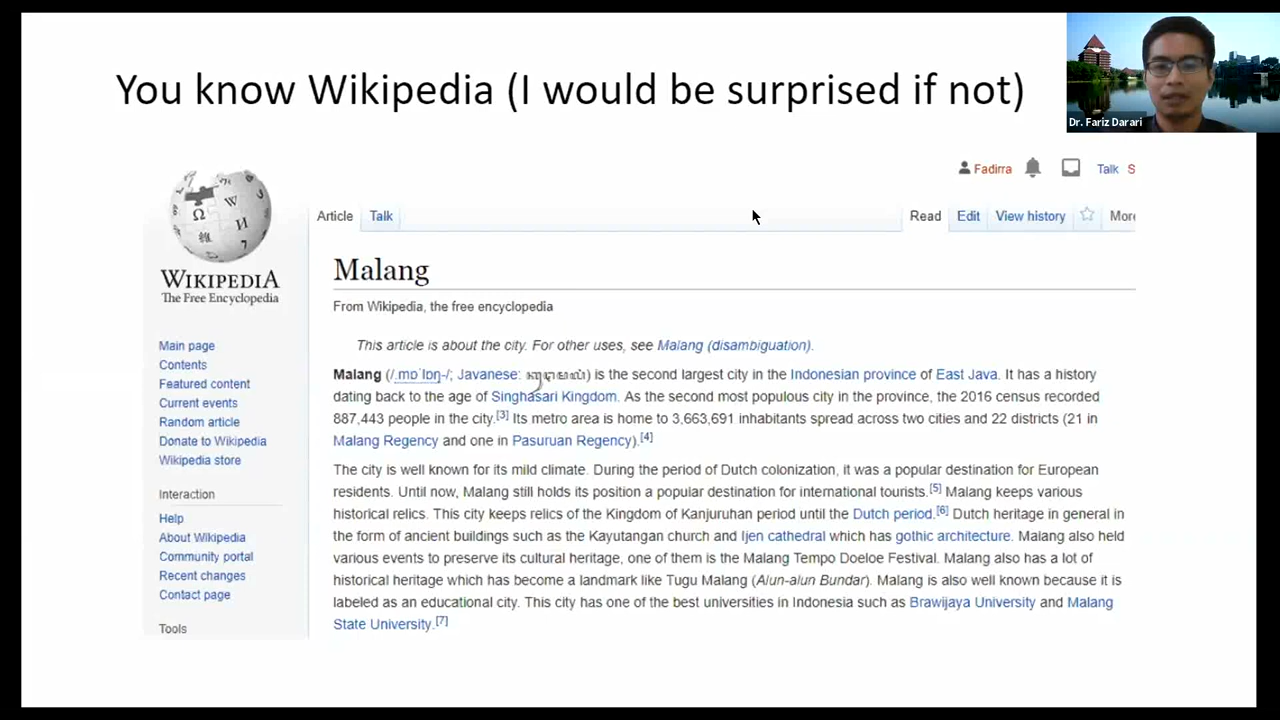 You know Wikipedia (I would be surprised if not)
Dr. Fariz Darari
Fadirra
Talk
S
WIKIPEDIA
The Free Encyclopedia
Article
Talk
Read
Edit
View history
More
Malang
From Wikipedia, the free encyclopedia
This article is about the city. For other uses, see Malang (disambiguation).
Malang (/.mɒˈlɒŋ-/; Javanese: ) is the second largest city in the Indonesian province of East Java. It has a history
dating back to the age of Singhasari Kingdom. As the second most populous city in the province, the 2016 census recorded
887,443 people in the city.[3] Its metro area is home to 3,663,691 inhabitants spread across two cities and 22 districts (21 in
Malang Regency and one in Pasuruan Regency).[4]
The city is well known for its mild climate. During the period of Dutch colonization, it was a popular destination for European
residents. Until now, Malang still holds its position a popular destination for international tourists.[5] Malang keeps various
historical relics. This city keeps relics of the Kingdom of Kanjuruhan period until the Dutch period.[6] Dutch heritage in general in
the form of ancient buildings such as the Kayutangan church and Ijen cathedral which has gothic architecture. Malang also held
various events to preserve its cultural heritage, one of them is the Malang Tempo Doeloe Festival. Malang also has a lot of
historical heritage which has become a landmark like Tugu Malang (Alun-alun Bundar). Malang is also well known because it is
labeled as an educational city. This city has one of the best universities in Indonesia such as Brawijaya University and Malang
State University.[7]
Main page
Contents
Featured content
Current events
Random article
Donate to Wikipedia
Wikipedia store
Interaction
Help
About Wikipedia
Community portal
Recent changes
Contact page
Tools